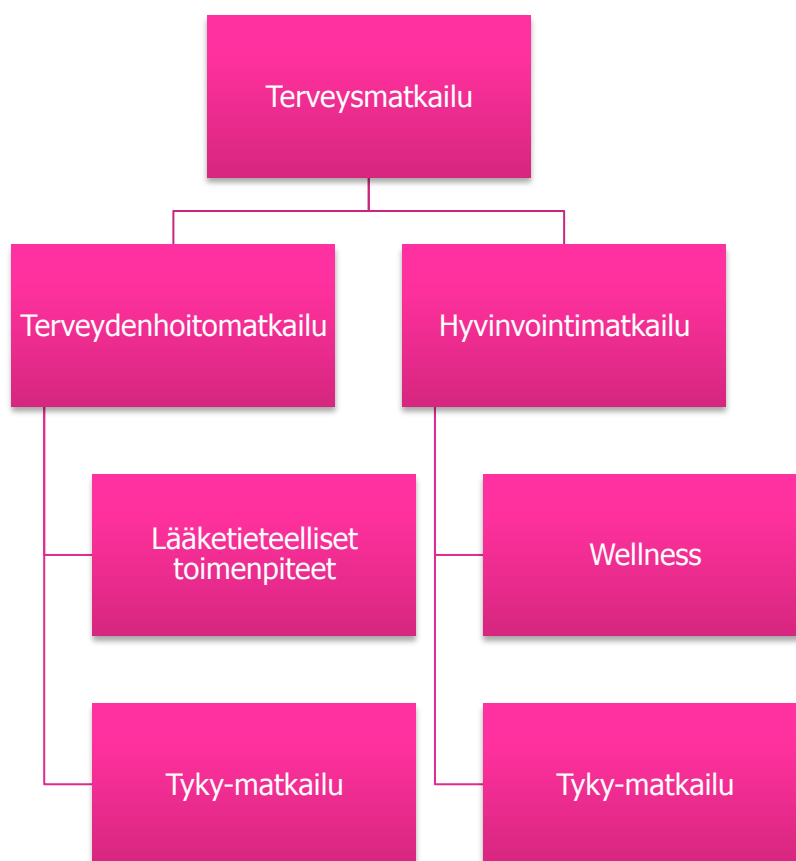 Terveysmatkailu
Terveydenhoitomatkailu
Hyvinvointimatkailu
Lääketieteelliset
toimenpiteet
Wellness
Tyky-matkailu
Tyky-matkailu